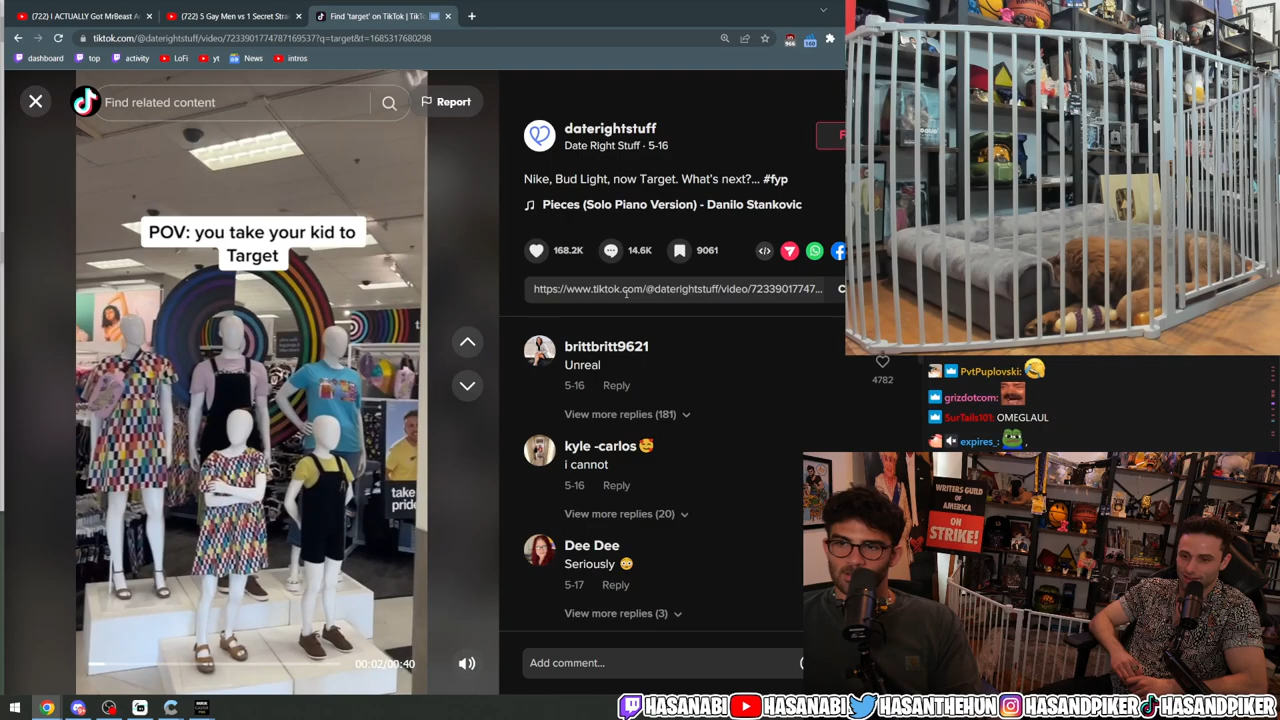 (722) I ACTUALLY Got MrBeast A
(722) 5 Gay Men vs 1 Secret Stra
Find 'target' on TikTok | TikT
tiktok.com/@daterightstuff/video/7233901774787169537?q=target&t=1685317680298
966
168
dashboard
top
activity
LoFi
yt
News
intros
Find related content
Report
POV: you take your kid to
Target
take
pride
00:02/00:40
daterightstuff
Date Right Stuff · 5-16
F
Nike, Bud Light, now Target. What's next?... #fyp
Pieces (Solo Piano Version) - Danilo Stankovic
168.2K
14.6K
9061
https://www.tiktok.com/@daterightstuff/video/72339017747...
C
brittbritt9621
Unreal
5-16 Reply
4782
View more replies (181)
kyle -carlos🥰
i cannot
5-16 Reply
View more replies (20)
Dee Dee
Seriously 😳
5-17 Reply
View more replies (3)
Add comment...
PvtPuplovski:
grizdotcom:
SurTails101: OMEGLAUL
expires_: ,
WRITERS GUILD
OF
AMERICA
ON
STRIKE!
HASANABI HASANABI HASANTHEHUN HASANDPIKER HASANDPIKER